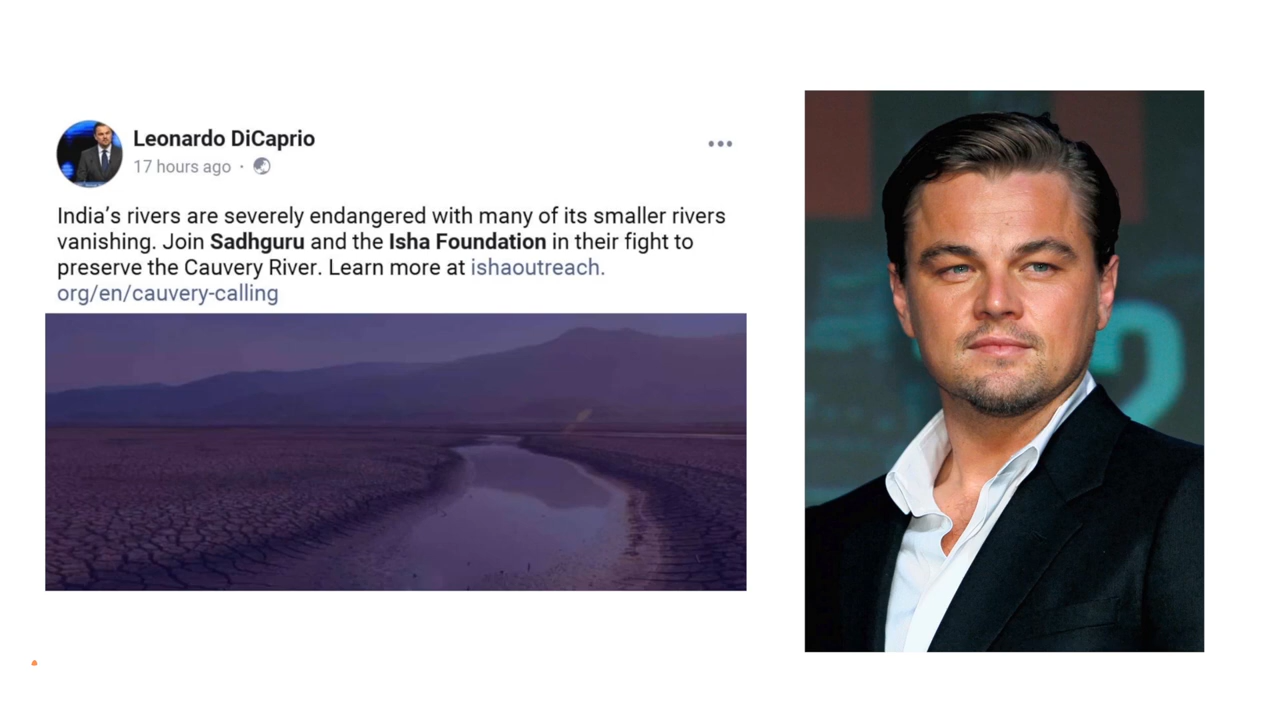 Leonardo DiCaprio
17 hours ago ·
India’s rivers are severely endangered with many of its smaller rivers
vanishing. Join Sadhguru and the Isha Foundation in their fight to
preserve the Cauvery River. Learn more at ishaoutreach.
org/en/cauvery-calling
2